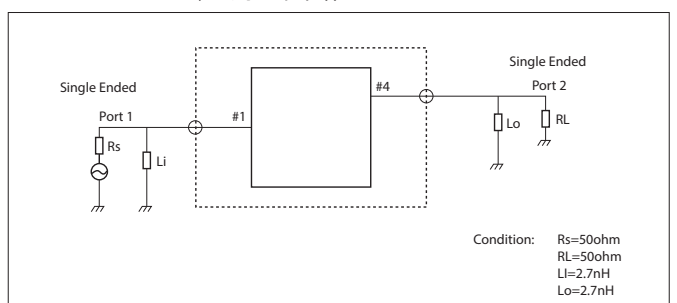 Single Ended
Port 1
Rs
Li
#1
#4
Single Ended
Port 2
Lo
RL
Condition: Rs=50ohm
RL=50ohm
LI=2.7nH
Lo=2.7nH